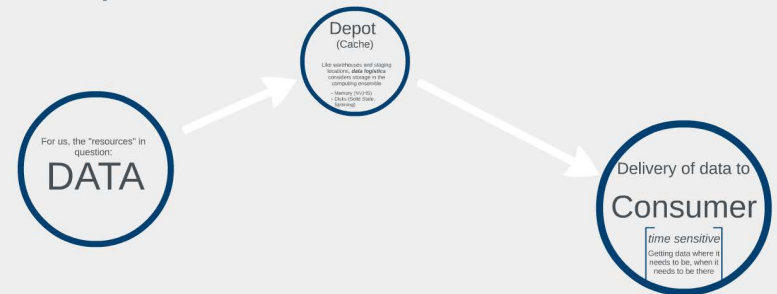 For us, the "resources" in
question:
DATA
Depot
(Cache)
Like warehouses and staging
locations, data logistics
considers storage in the
computing ensemble
- Memory
- Disks (Solid State,
Spinning)
Delivery of data to
Consumer
time sensitive
Getting data where it
needs to be, when it
needs to be there